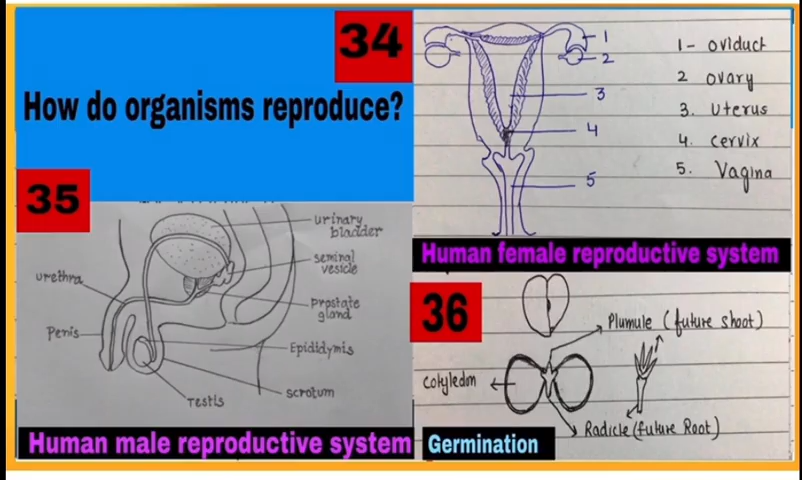 34
How do organisms reproduce?
1
2
3
4
5
1- oviduct
2 ovary
3. uterus
4. cervix
5. Vagina
Human female reproductive system
35
urinary
bladder
seminal
vesicle
urethra
prostate
gland
Penis
Epididymis
scrotum
Testis
Human male reproductive system
36
Plumule (future shoot)
Cotyledon
Radicle (future Root)
Germination